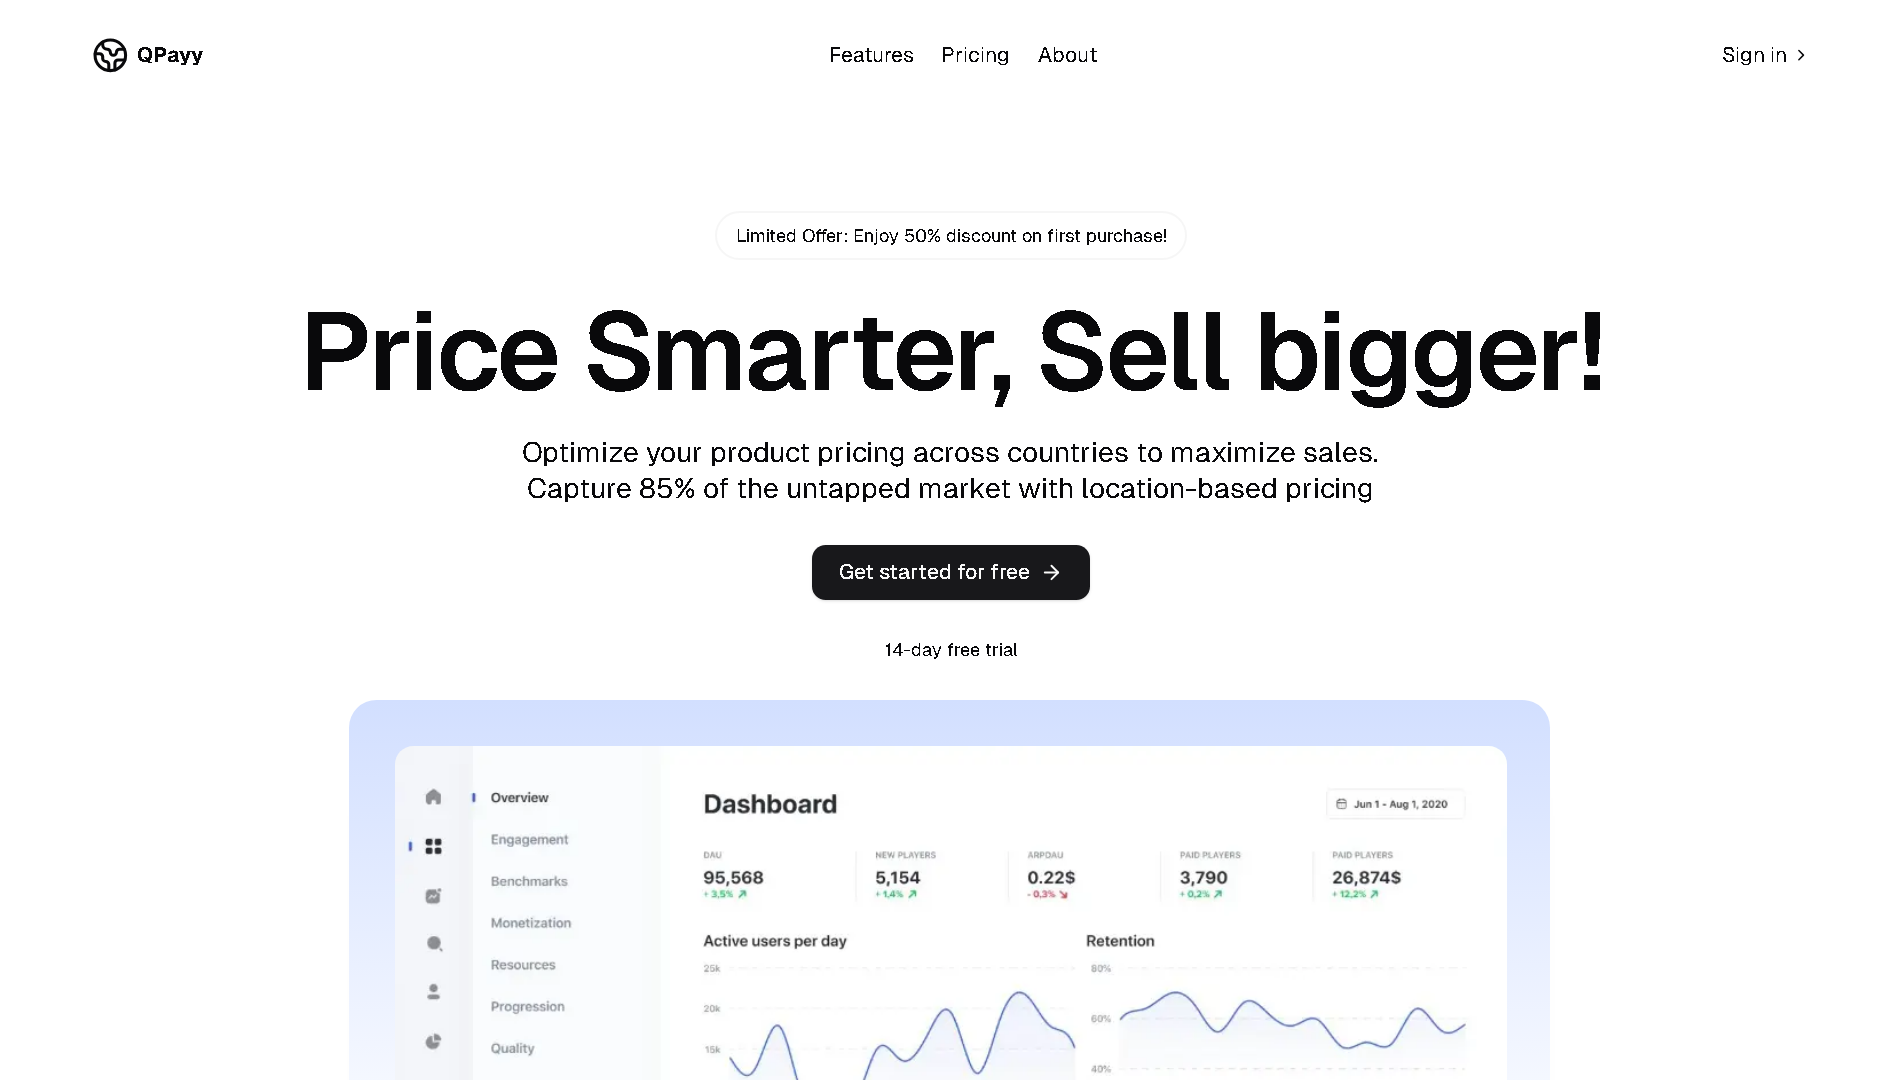 QPayy
Features Pricing About
Sign in
Limited Offer: Enjoy 50% discount on first purchase!
Price Smarter, Sell bigger!
Optimize your product pricing across countries to maximize sales.
Capture 85% of the untapped market with location-based pricing
Get started for free
14-day free trial
Overview
Engagement
Benchmarks
Monetization
Resources
Progression
Quality
Dashboard
Jun 1 - Aug 1, 2020
DAU
95,568
+ 3,5%
NEW PLAYERS
5,154
+ 1,4%
ARPDAU
0.22$
- 0,3%
PAID PLAYERS
3,790
+ 0,2%
PAID PLAYERS
26,874$
+ 12,2%
Active users per day
25k
20k
15k
Retention
80%
60%
40%